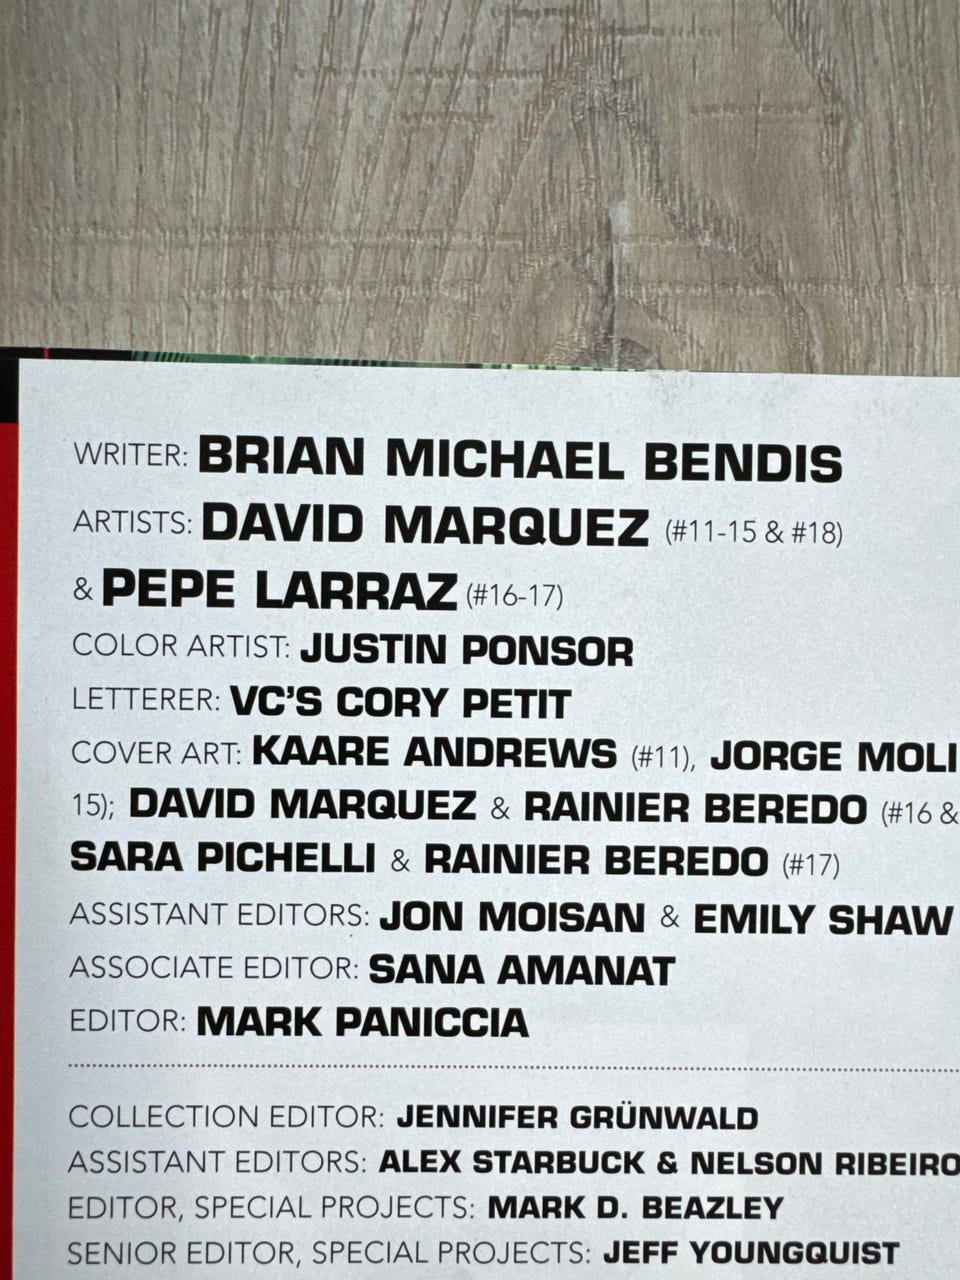 WRITER: BRIAN MICHAEL BENDIS
ARTISTS: DAVID MARQUEZ (#11-15 & #18)
& PEPE LARRAZ (#16-17)
COLOR ARTIST: JUSTIN PONSOR
LETTERER: VC'S CORY PETIT
COVER ART: KAARE ANDREWS (#11), JORGE MOLI
15); DAVID MARQUEZ & RAINIER BEREDO (#16 &
SARA PICHELLI & RAINIER BEREDO (#17)
ASSISTANT EDITORS: JON MOISAN & EMILY SHAW
ASSOCIATE EDITOR: SANA AMANAT
EDITOR: MARK PANICCIA
COLLECTION EDITOR: JENNIFER GRÜNWALD
ASSISTANT EDITORS: ALEX STARBUCK & NELSON RIBEIRO
EDITOR, SPECIAL PROJECTS: MARK D. BEAZLEY
SENIOR EDITOR, SPECIAL PROJECTS: JEFF YOUNGQUIST